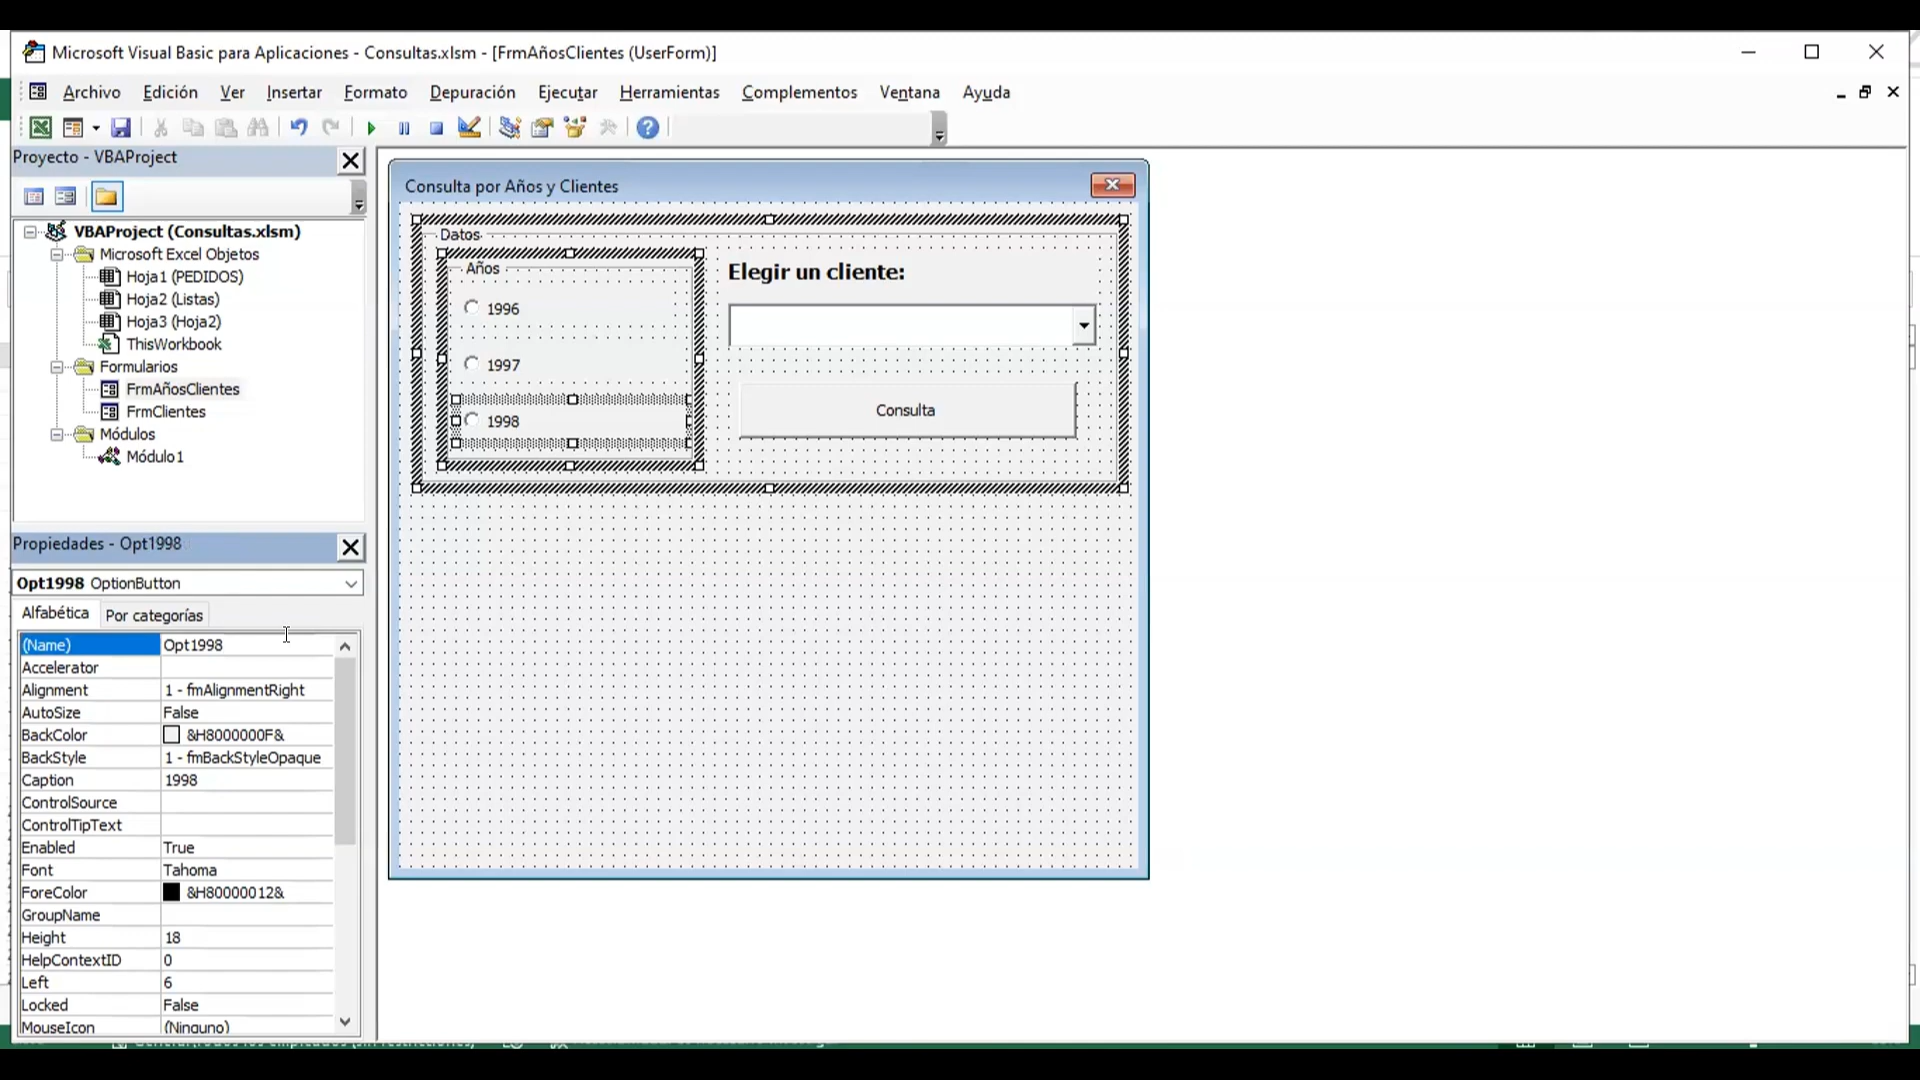 Microsoft Visual Basic para Aplicaciones - Consultas.xlsm - [FrmAñosClientes (UserForm)]
Archivo Edición Ver Insertar Formato Depuración Ejecutar Herramientas Complementos Ventana Ayuda
Proyecto - VBAProject
VBAProject (Consultas.xlsm)
Microsoft Excel Objetos
Hoja1 (PEDIDOS)
Hoja2 (Listas)
Hoja3 (Hoja2)
ThisWorkbook
Formularios
FrmAñosClientes
FrmClientes
Módulos
Módulo1
Propiedades - Opt1998
Opt1998 OptionButton
Alfabética Por categorías
(Name) Opt1998
Accelerator
Alignment 1 - fmAlignmentRight
AutoSize False
BackColor &H8000000F&
BackStyle 1 - fmBackStyleOpaque
Caption 1998
ControlSource
ControlTipText
Enabled True
Font Tahoma
ForeColor &H80000012&
GroupName
Height 18
HelpContextID 0
Left 6
Locked False
MouseIcon (Ninguno)
Consulta por Años y Clientes
Datos
Años
1996
1997
1998
Elegir un cliente:
Consulta